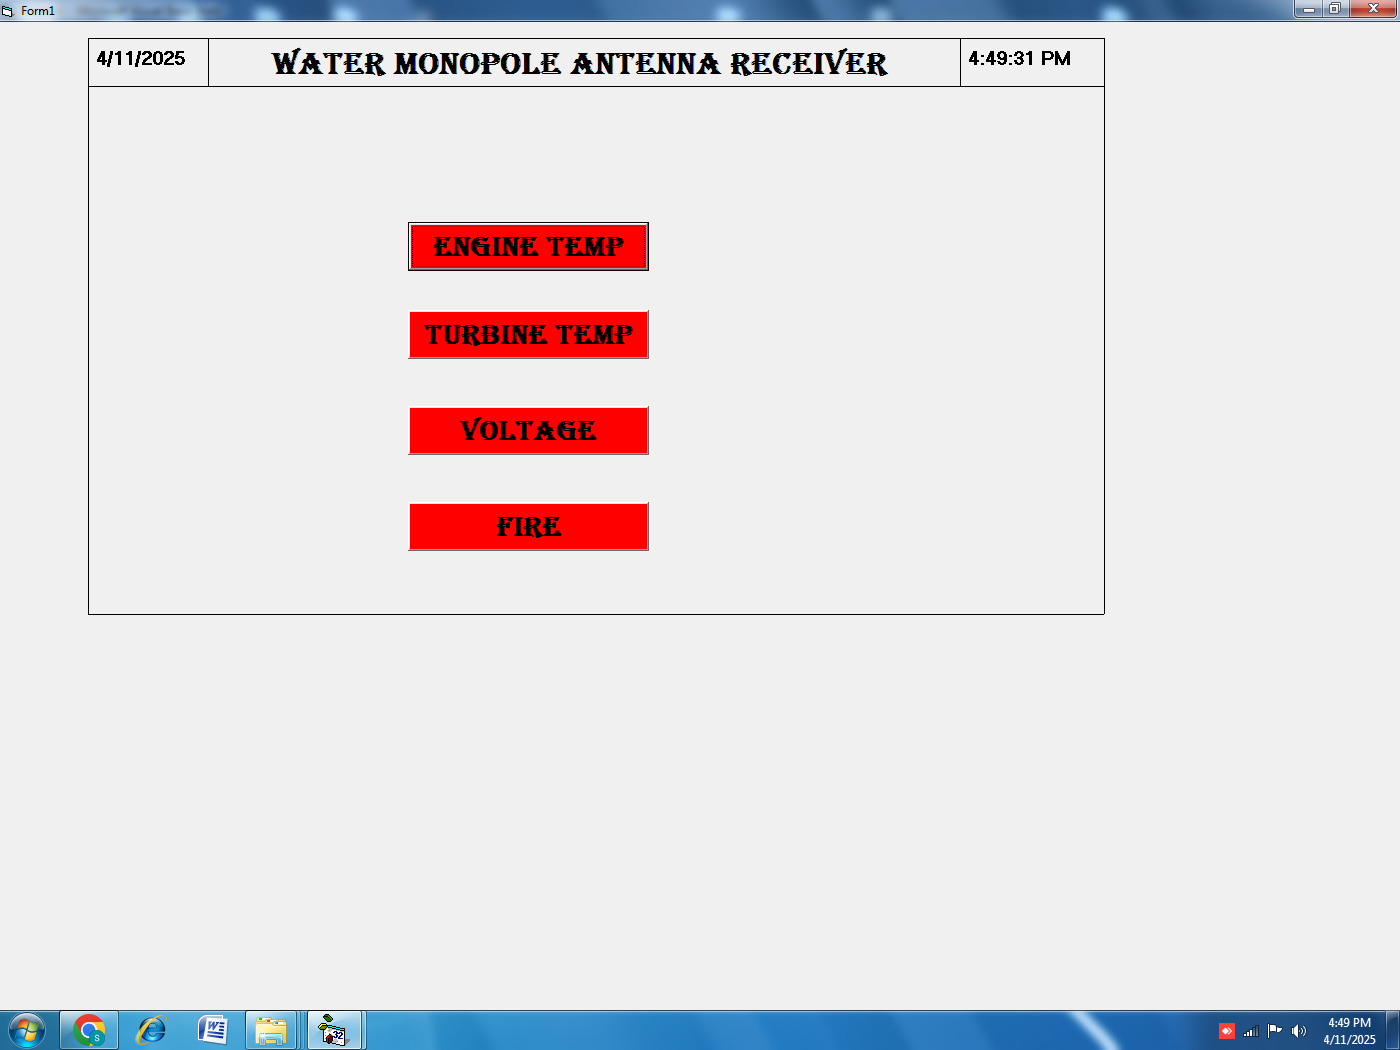 Form1
4/11/2025 WATER MONOPOLE ANTENNA RECEIVER 4:49:31 PM
ENGINE TEMP
TURBINE TEMP
VOLTAGE
FIRE
4:49 PM
4/11/2025